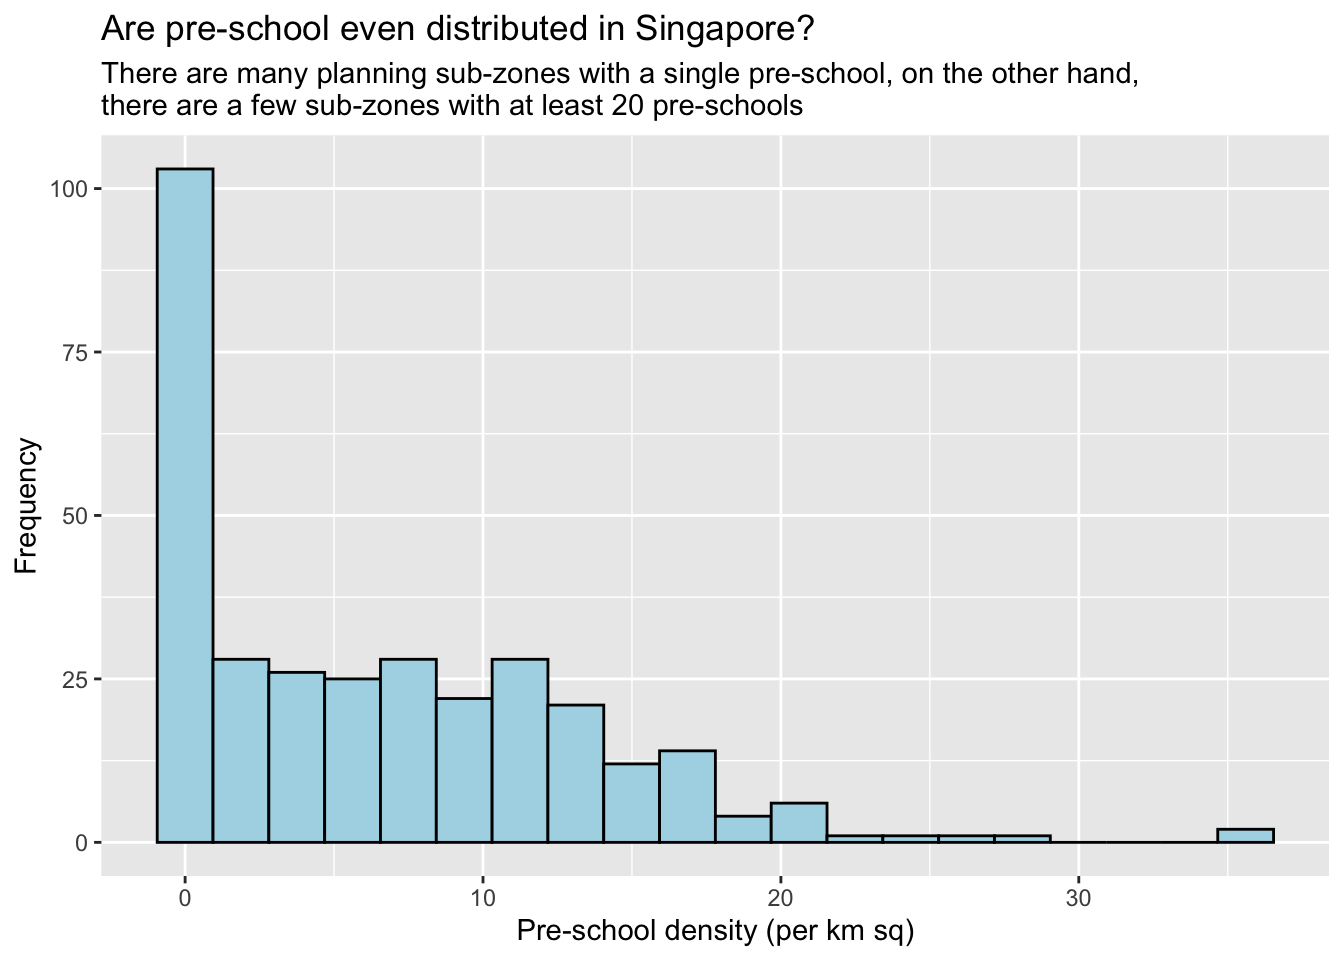 Are pre-school even distributed in Singapore?
There are many planning sub-zones with a single pre-school, on the other hand,
there are a few sub-zones with at least 20 pre-schools
100
75
50
25
0
Frequency
0 10 20 30
Pre-school density (per km sq)